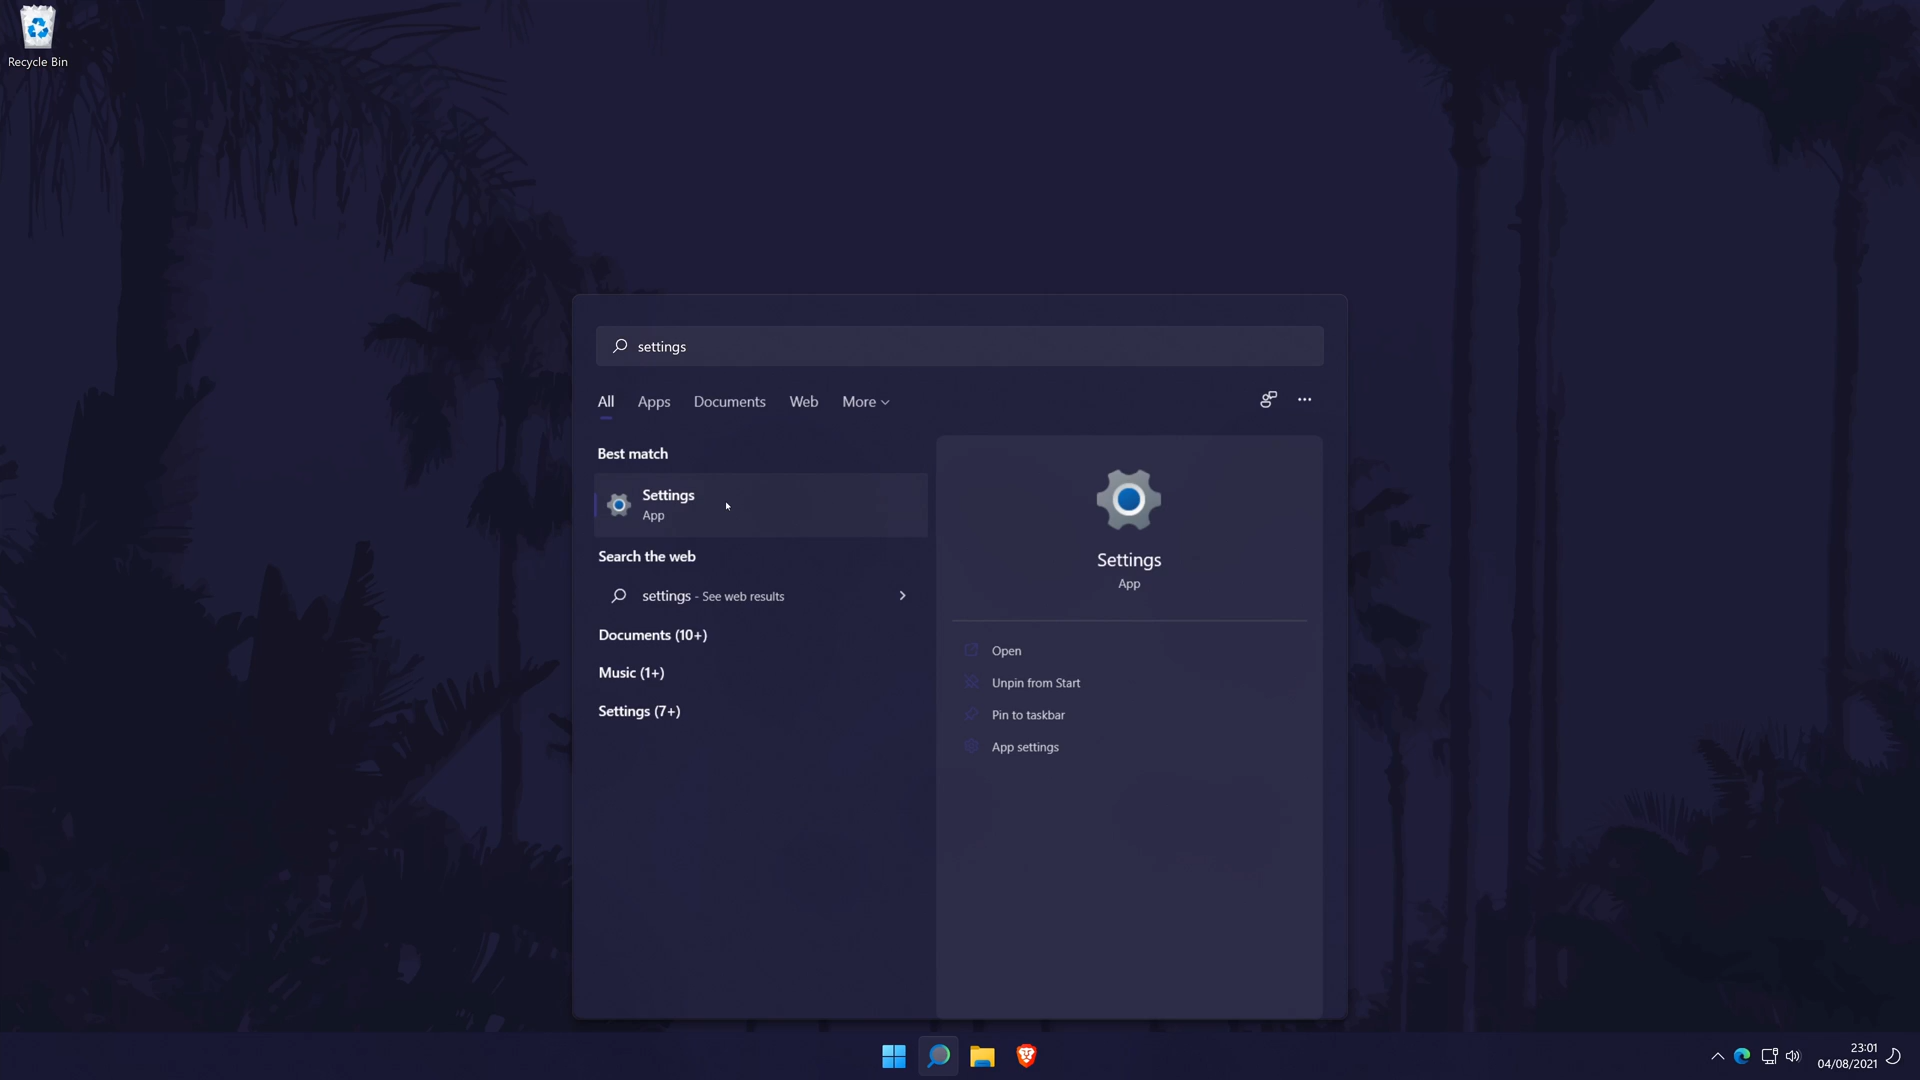 Recycle Bin
settings
All Apps Documents Web More
Best match
Settings
App
Search the web
settings - See web results
Documents (10+)
Music (1+)
Settings (7+)
Settings
App
Open
Unpin from Start
Pin to taskbar
App settings
23:01
04/08/2021